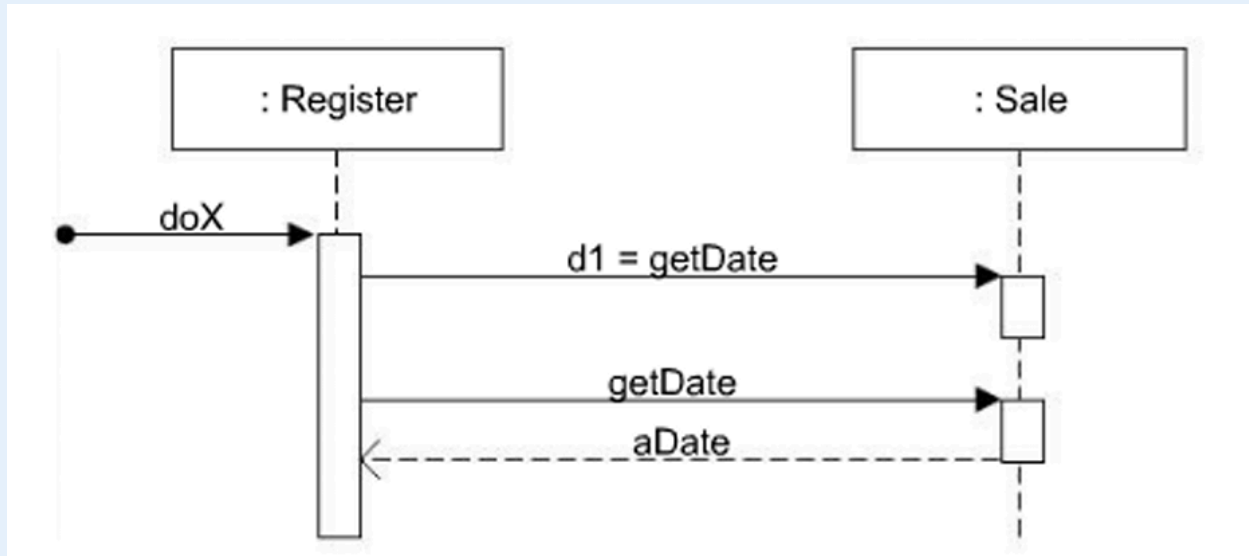 : Register
: Sale
doX
d1 = getDate
getDate
aDate